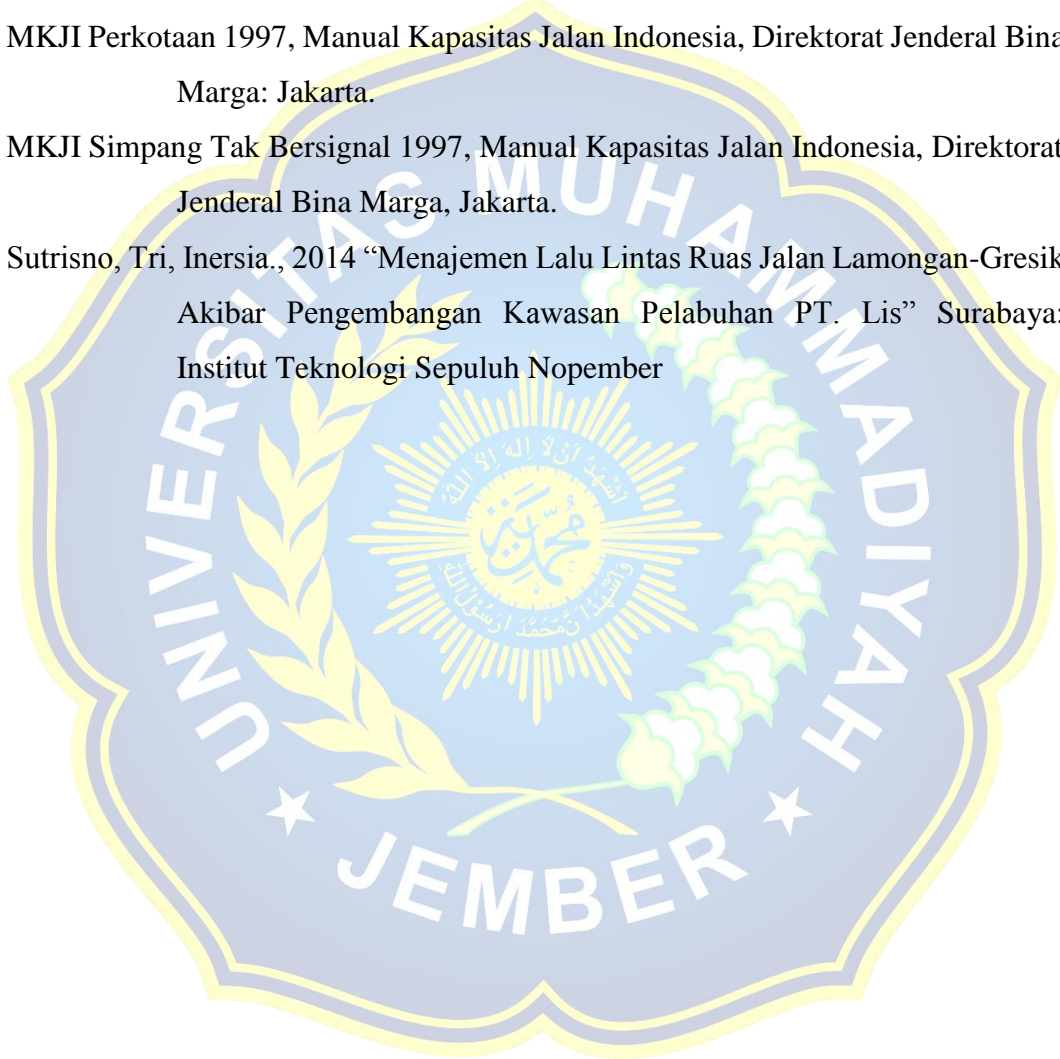 MKJI Perkotaan 1997, Manual Kapasitas Jalan Indonesia, Direktorat Jenderal Bina
Marga: Jakarta.
MKJI Simpang Tak Bersignal 1997, Manual Kapasitas Jalan Indonesia, Direktorat
Jenderal Bina Marga, Jakarta.
Sutrisno, Tri, Inersia., 2014 “Menajemen Lalu Lintas Ruas Jalan Lamongan-Gresik
Akibar Pengembangan Kawasan Pelabuhan PT. Lis” Surabaya:
Institut Teknologi Sepuluh Nopember
UNIVERSITAS MUHAMMADIYAH
JEMBER
اَشْهَدُ اَنْ لَا اِلٰهَ اِلَّا اللّٰهُ
مُحَمَّدِيَّة
وَاَشْهَدُ اَنَّ مُحَمَّدًا رَسُوْلُ اللّٰهِ